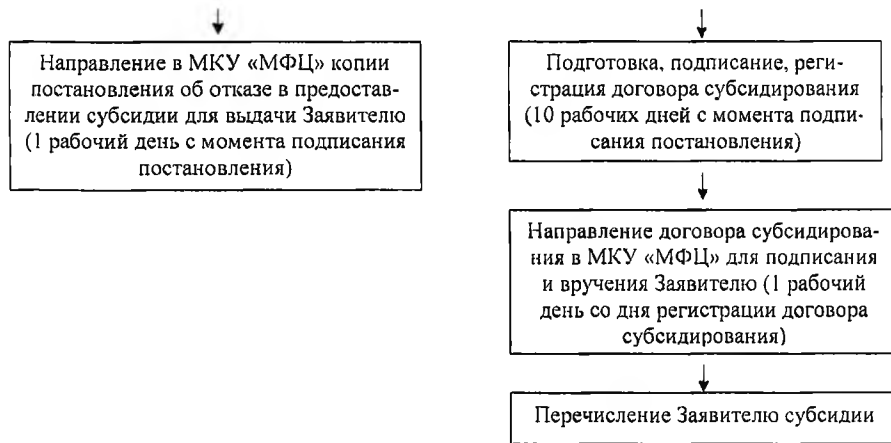 Направление в МКУ «МФЦ» копии
постановления об отказе в предостав-
лении субсидии для выдачи Заявителю
(1 рабочий день с момента подписания
постановления)
Подготовка, подписание, реги-
страция договора субсидирования
(10 рабочих дней с момента подпи-
сания постановления)
Направление договора субсидирова-
ния в МКУ «МФЦ» для подписания
и вручения Заявителю (1 рабочий
день со дня регистрации договора
субсидирования)
Перечисление Заявителю субсидии